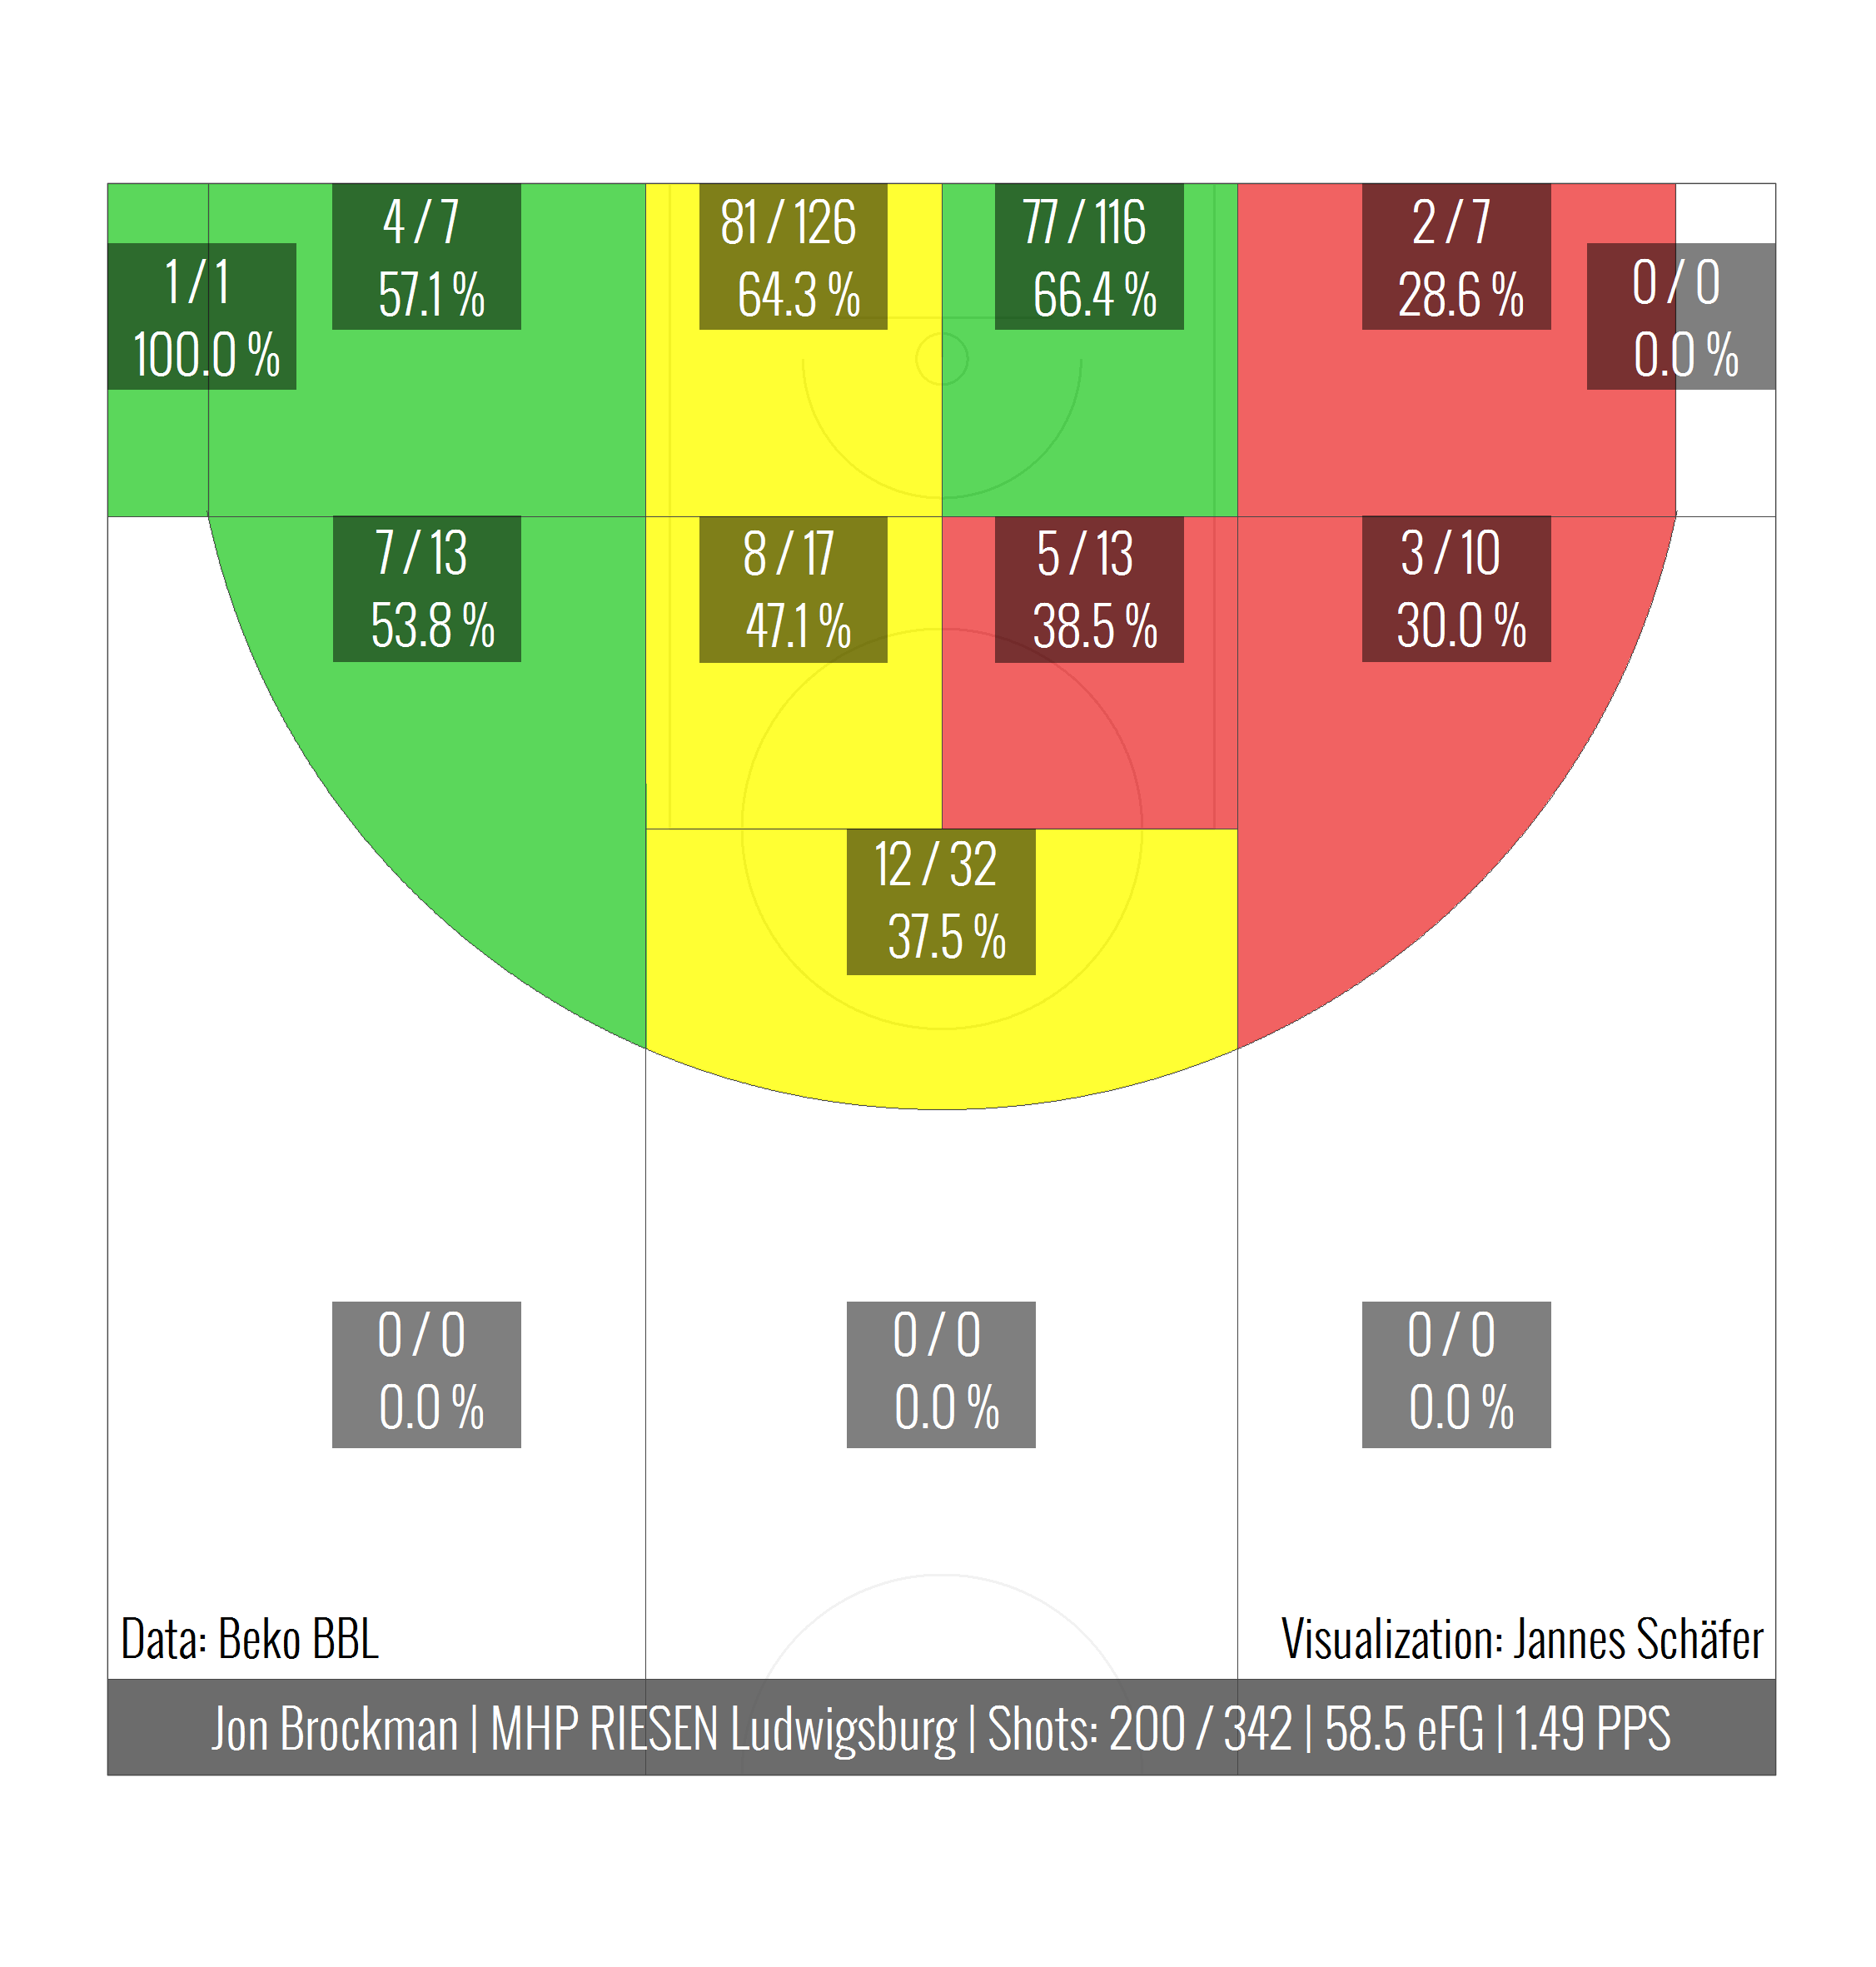 4 / 7
57.1 %
81 / 126
64.3 %
77 / 116
66.4 %
2 / 7
28.6 %
1 / 1
100.0 %
0 / 0
0.0 %
7 / 13
53.8 %
8 / 17
47.1 %
5 / 13
38.5 %
3 / 10
30.0 %
12 / 32
37.5 %
0 / 0
0.0 %
0 / 0
0.0 %
0 / 0
0.0 %
Data: Beko BBL
Visualization: Jannes Schäfer
Jon Brockman | MHP RIESEN Ludwigsburg | Shots: 200 / 342 | 58.5 eFG | 1.49 PPS